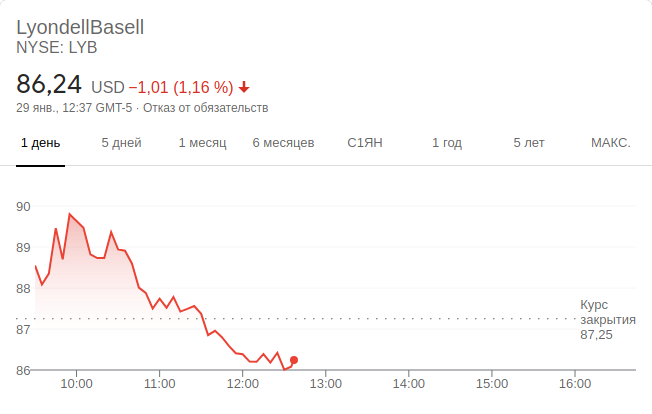 LyondellBasell
NYSE: LYB
86,24 USD −1,01 (1,16 %)
29 янв., 12:37 GMT-5 · Отказ от обязательств
1 день 5 дней 1 месяц 6 месяцев С1ЯН 1 год 5 лет МАКС.
90
89
88
Курс
закрытия
87,25
87
86
10:00 11:00 12:00 13:00 14:00 15:00 16:00